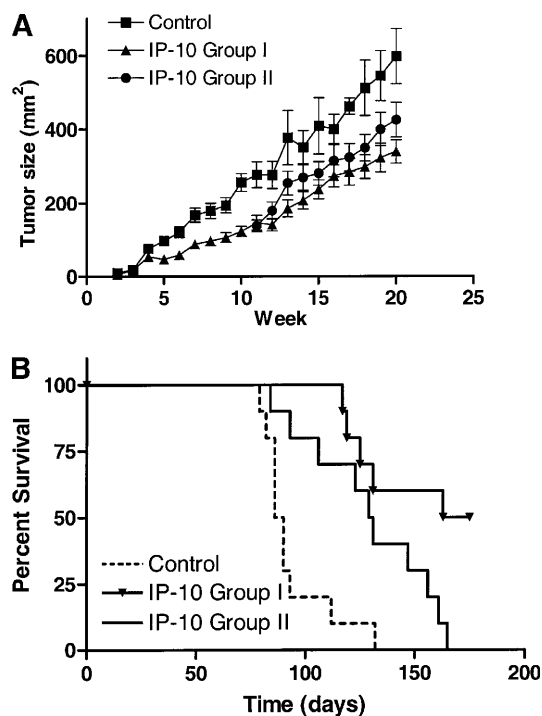 A
Control
IP-10 Group I
IP-10 Group II
Tumor size (mm²)
600
400
200
0
0 5 10 15 20 25
Week
B
Percent Survival
100
75
50
25
0
Control
IP-10 Group I
IP-10 Group II
0 50 100 150 200
Time (days)